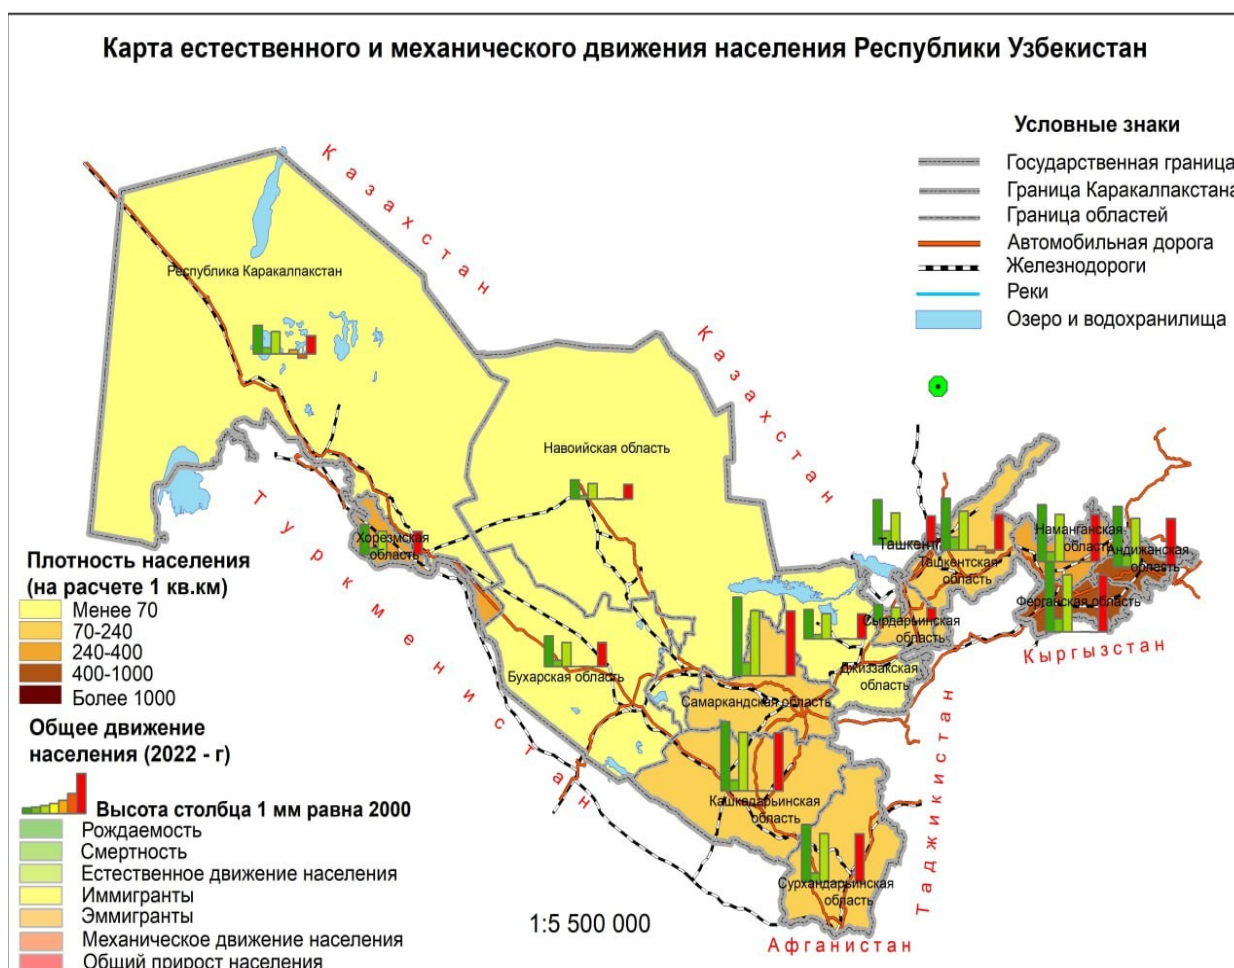 Карта естественного и механического движения населения Республики Узбекистан
Условные знаки
Государственная граница
Граница Каракалпакстана
Граница областей
Автомобильная дорога
Железнодороги
Реки
Озеро и водохранилища
Казахстан
Казахстан
Республика Каракалпакстан
Навоийская область
Туркменистан
Хорезмская
область
Ташкент
Ташкентская
область
Наманганская
область
Андижанская
область
Ферганская область
Кыргызстан
Сырдарьинская
область
Джиззакская
область
Бухарская область
Самаркандская область
Таджикистан
Кашкедарьинская
область
Сурхандарьинская
область
Афганистан
1:5 500 000
Плотность населения
(на расчете 1 кв.км)
Менее 70
70-240
240-400
400-1000
Более 1000
Общее движение
населения (2022 - г)
Высота столбца 1 мм равна 2000
Рождаемость
Смертность
Естественное движение населения
Иммигранты
Эммигранты
Механическое движение населения
Общий прирост населения